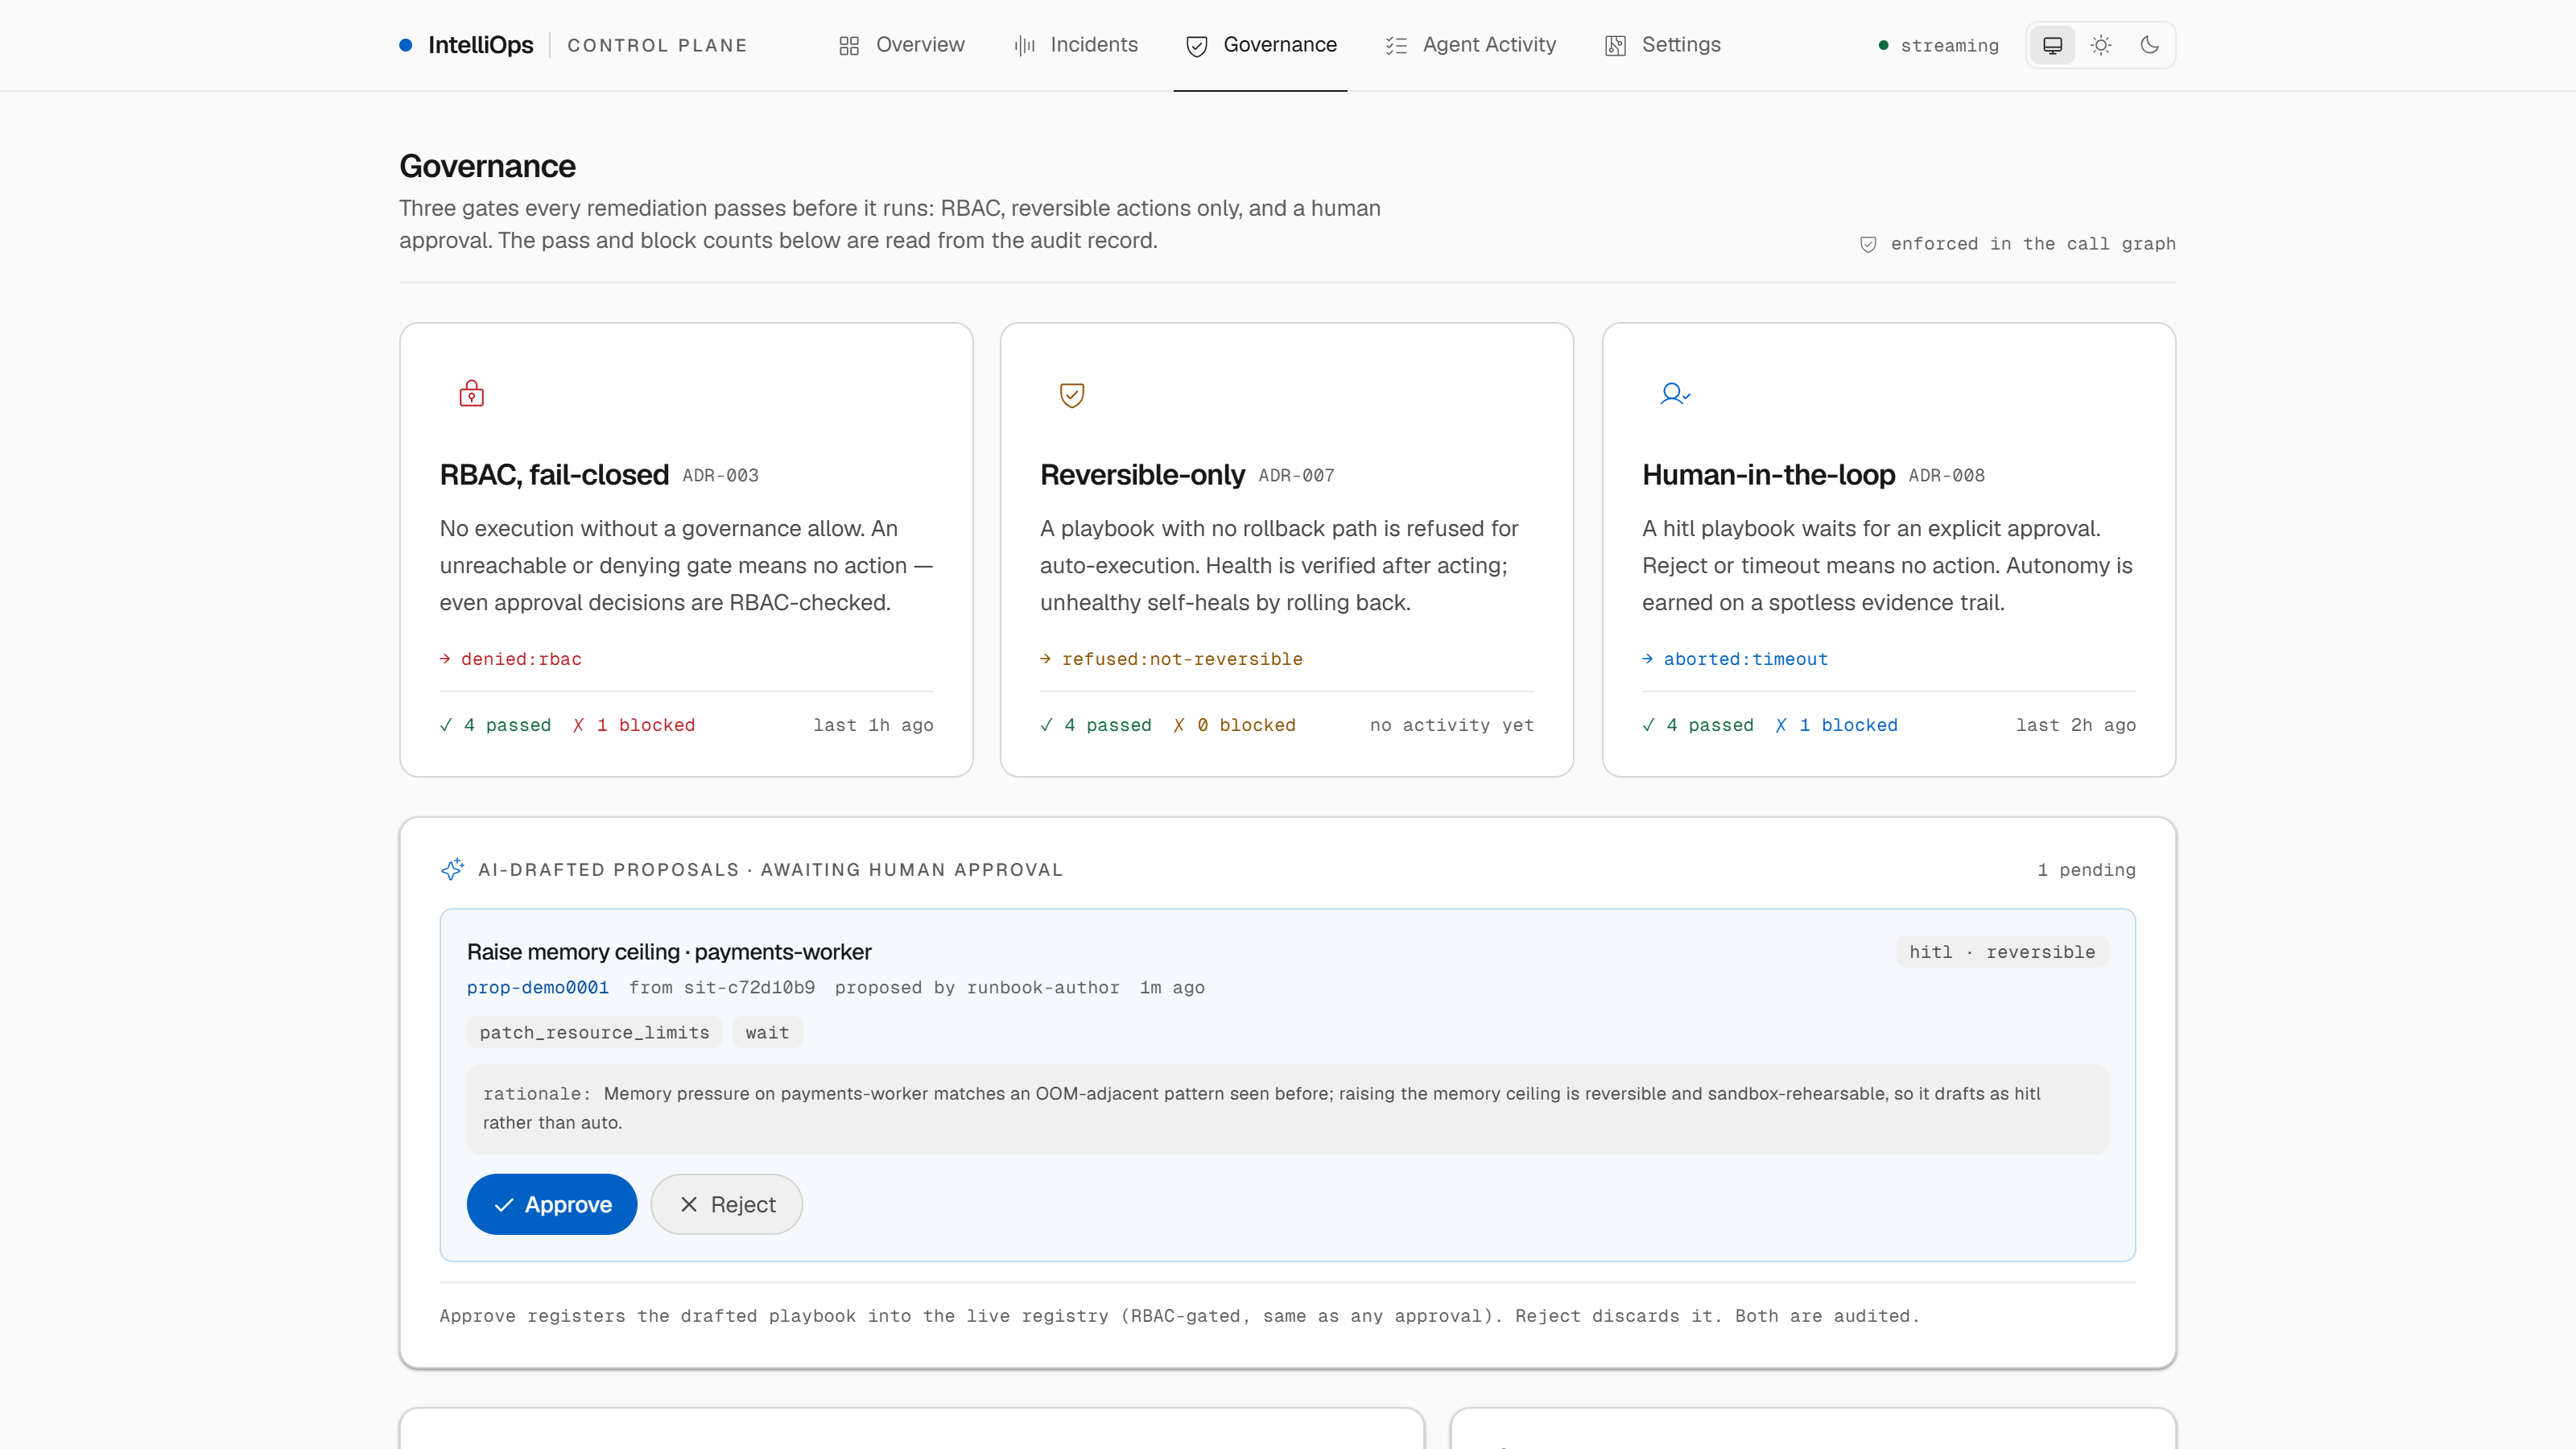 IntelliOps CONTROL PLANE Overview Incidents Governance Agent Activity Settings streaming
Governance
Three gates every remediation passes before it runs: RBAC, reversible actions only, and a human
approval. The pass and block counts below are read from the audit record.
enforced in the call graph
RBAC, fail-closed ADR-003
No execution without a governance allow. An
unreachable or denying gate means no action —
even approval decisions are RBAC-checked.
→ denied:rbac
✓ 4 passed ✗ 1 blocked last 1h ago
Reversible-only ADR-007
A playbook with no rollback path is refused for
auto-execution. Health is verified after acting;
unhealthy self-heals by rolling back.
→ refused:not-reversible
✓ 4 passed ✗ 0 blocked no activity yet
Human-in-the-loop ADR-008
A hitl playbook waits for an explicit approval.
Reject or timeout means no action. Autonomy is
earned on a spotless evidence trail.
→ aborted:timeout
✓ 4 passed ✗ 1 blocked last 2h ago
AI-DRAFTED PROPOSALS · AWAITING HUMAN APPROVAL 1 pending
Raise memory ceiling · payments-worker hitl · reversible
prop-demo0001 from sit-c72d10b9 proposed by runbook-author 1m ago
patch_resource_limits wait
rationale: Memory pressure on payments-worker matches an OOM-adjacent pattern seen before; raising the memory ceiling is reversible and sandbox-rehearsable, so it drafts as hitl
rather than auto.
Approve Reject
Approve registers the drafted playbook into the live registry (RBAC-gated, same as any approval). Reject discards it. Both are audited.